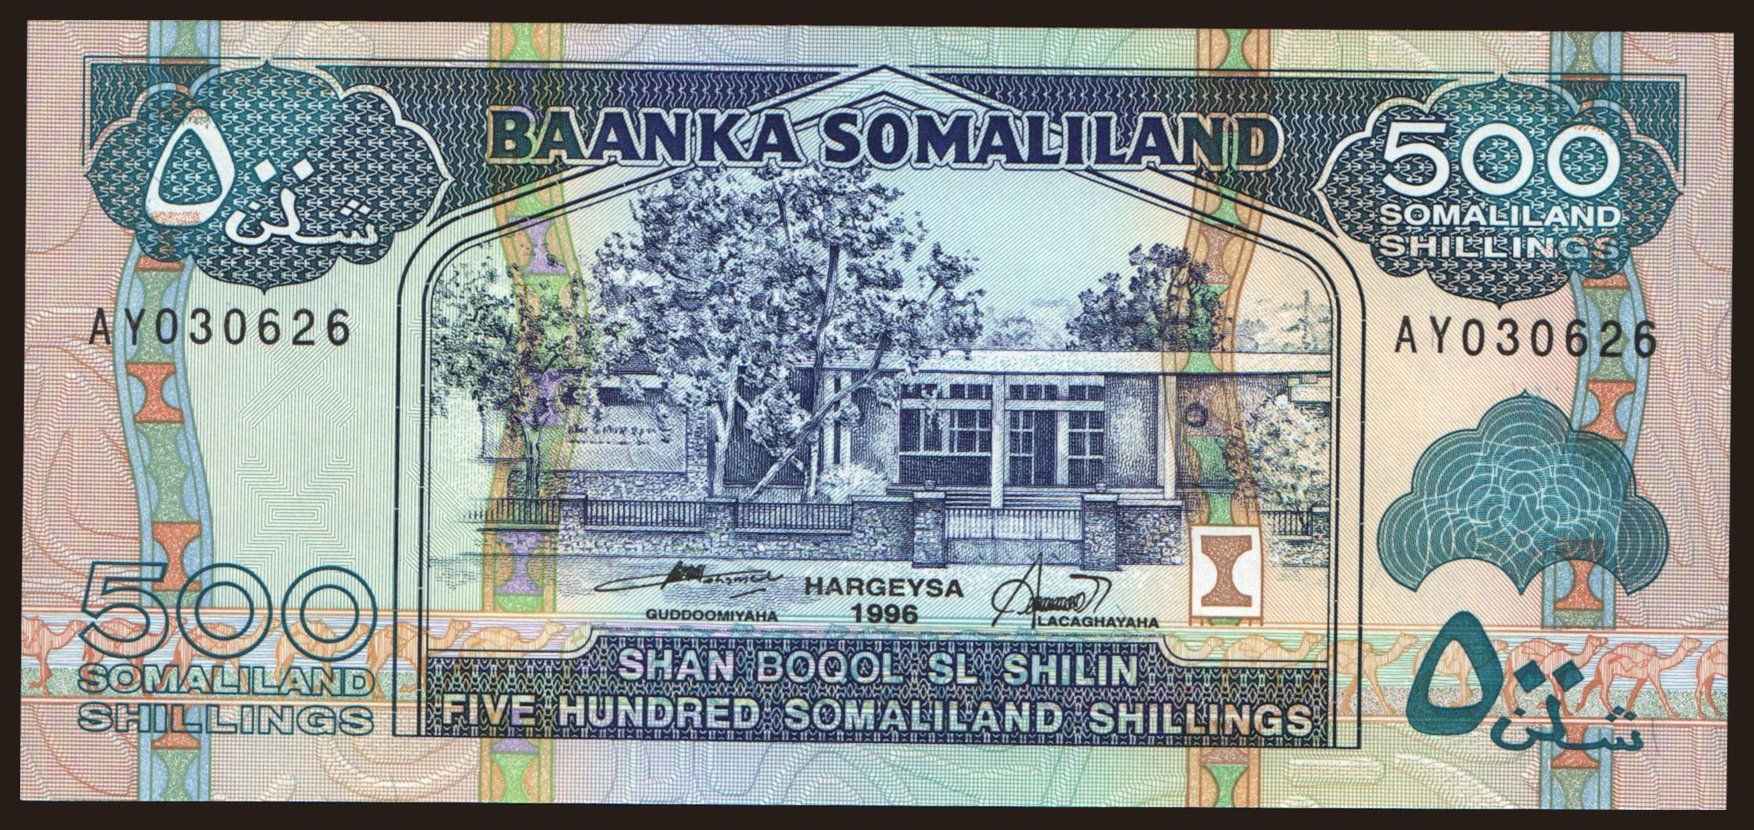 BAANKA SOMALILAND
٥٠٠
شلن
500
SOMALILAND
SHILLINGS
AY030626
AY030626
HARGEYSA
1996
GUDDOOMIYAHA
LACAGHAYAHA
500
SOMALILAND
SHILLINGS
SHAN BOQOL SL SHILIN
FIVE HUNDRED SOMALILAND SHILLINGS
٥٠٠
شلن